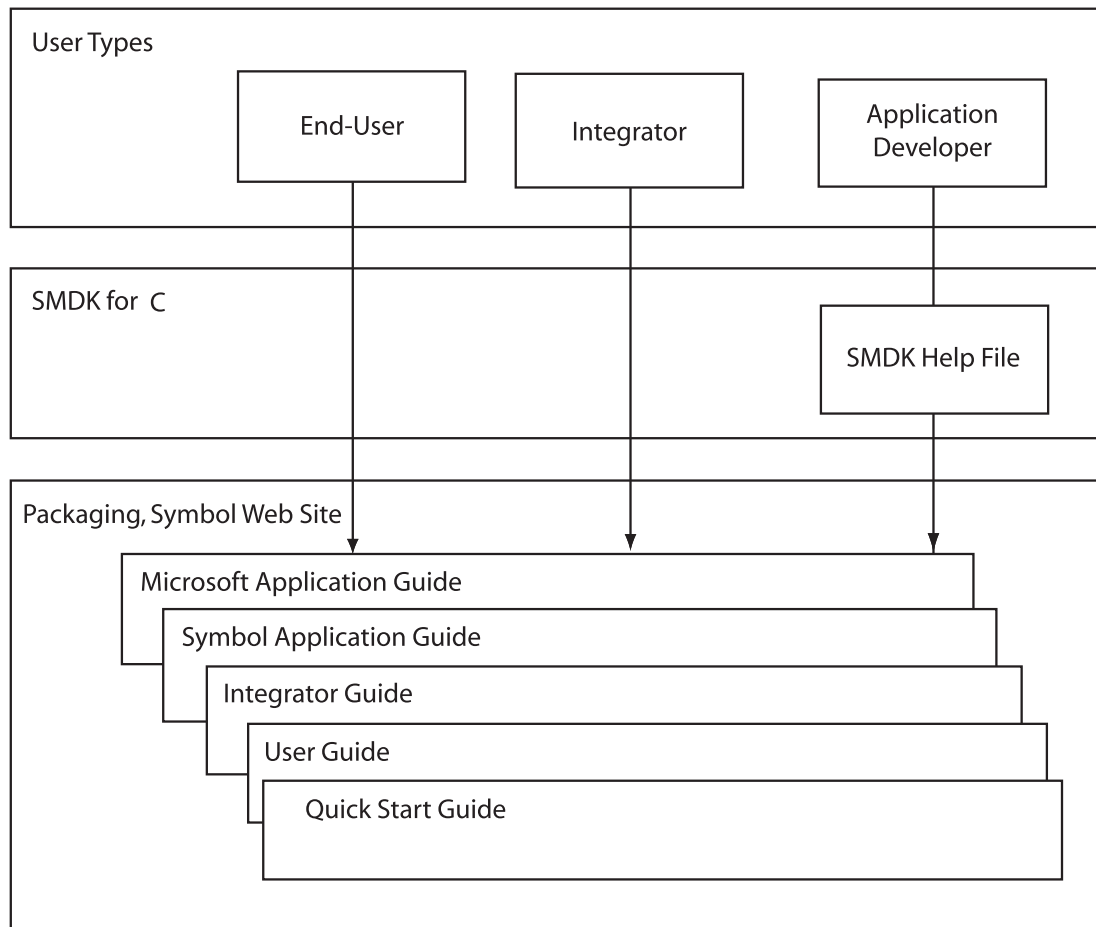 User Types
End-User
Integrator
Application
Developer
SMDK for C
SMDK Help File
Packaging, Symbol Web Site
Microsoft Application Guide
Symbol Application Guide
Integrator Guide
User Guide
Quick Start Guide